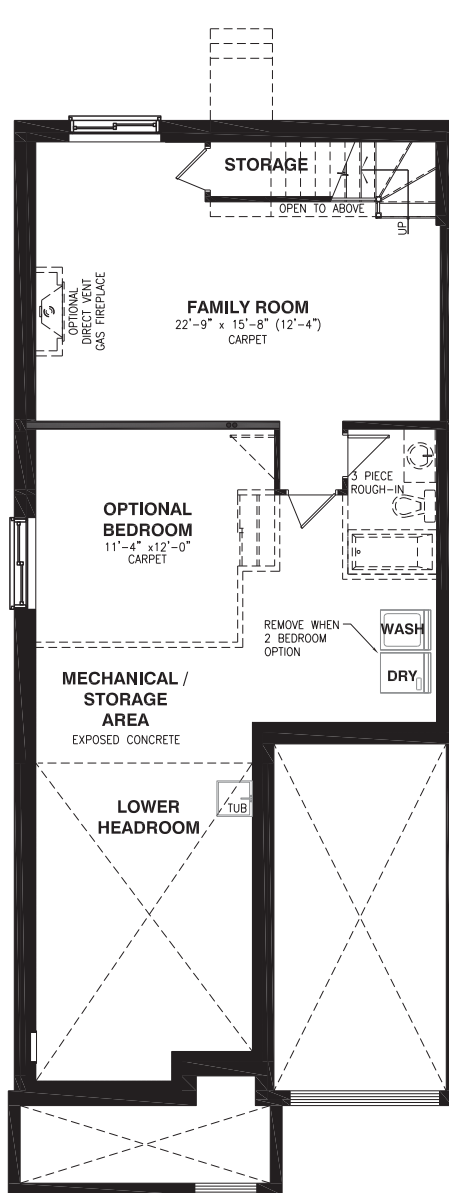 STORAGE
OPEN TO ABOVE
UP
OPTIONAL
DIRECT VENT
GAS FIREPLACE
FAMILY ROOM
22'-9" x 15'-8" (12'-4")
CARPET
3 PIECE
ROUGH-IN
OPTIONAL
BEDROOM
11'-4" x12'-0"
CARPET
REMOVE WHEN
2 BEDROOM
OPTION
WASH
DRY
MECHANICAL /
STORAGE
AREA
EXPOSED CONCRETE
LOWER
HEADROOM
TUB